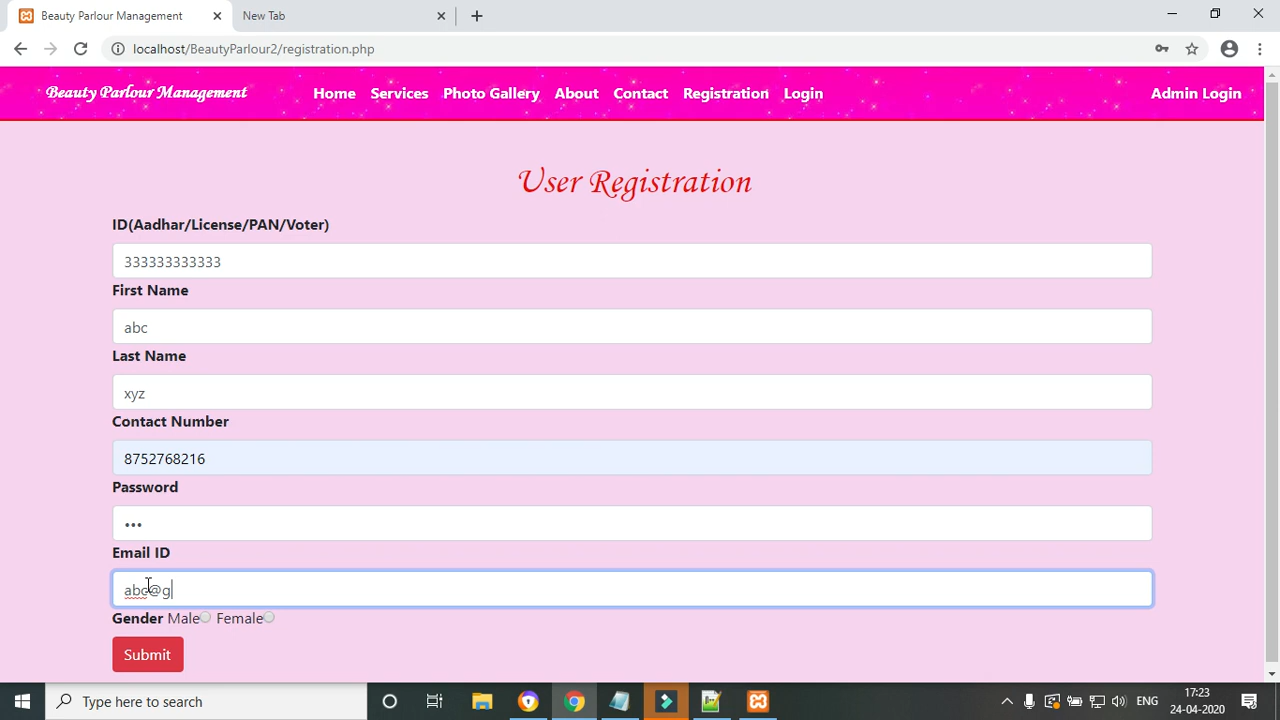 Beauty Parlour Management
New Tab
localhost/BeautyParlour2/registration.php
Beauty Parlour Management Home Services Photo Gallery About Contact Registration Login Admin Login
User Registration
ID(Aadhar/License/PAN/Voter)
333333333333
First Name
abc
Last Name
xyz
Contact Number
8752768216
Password
•••
Email ID
abc@g
Gender Male Female
Submit
Type here to search
ENG
17:23
24-04-2020